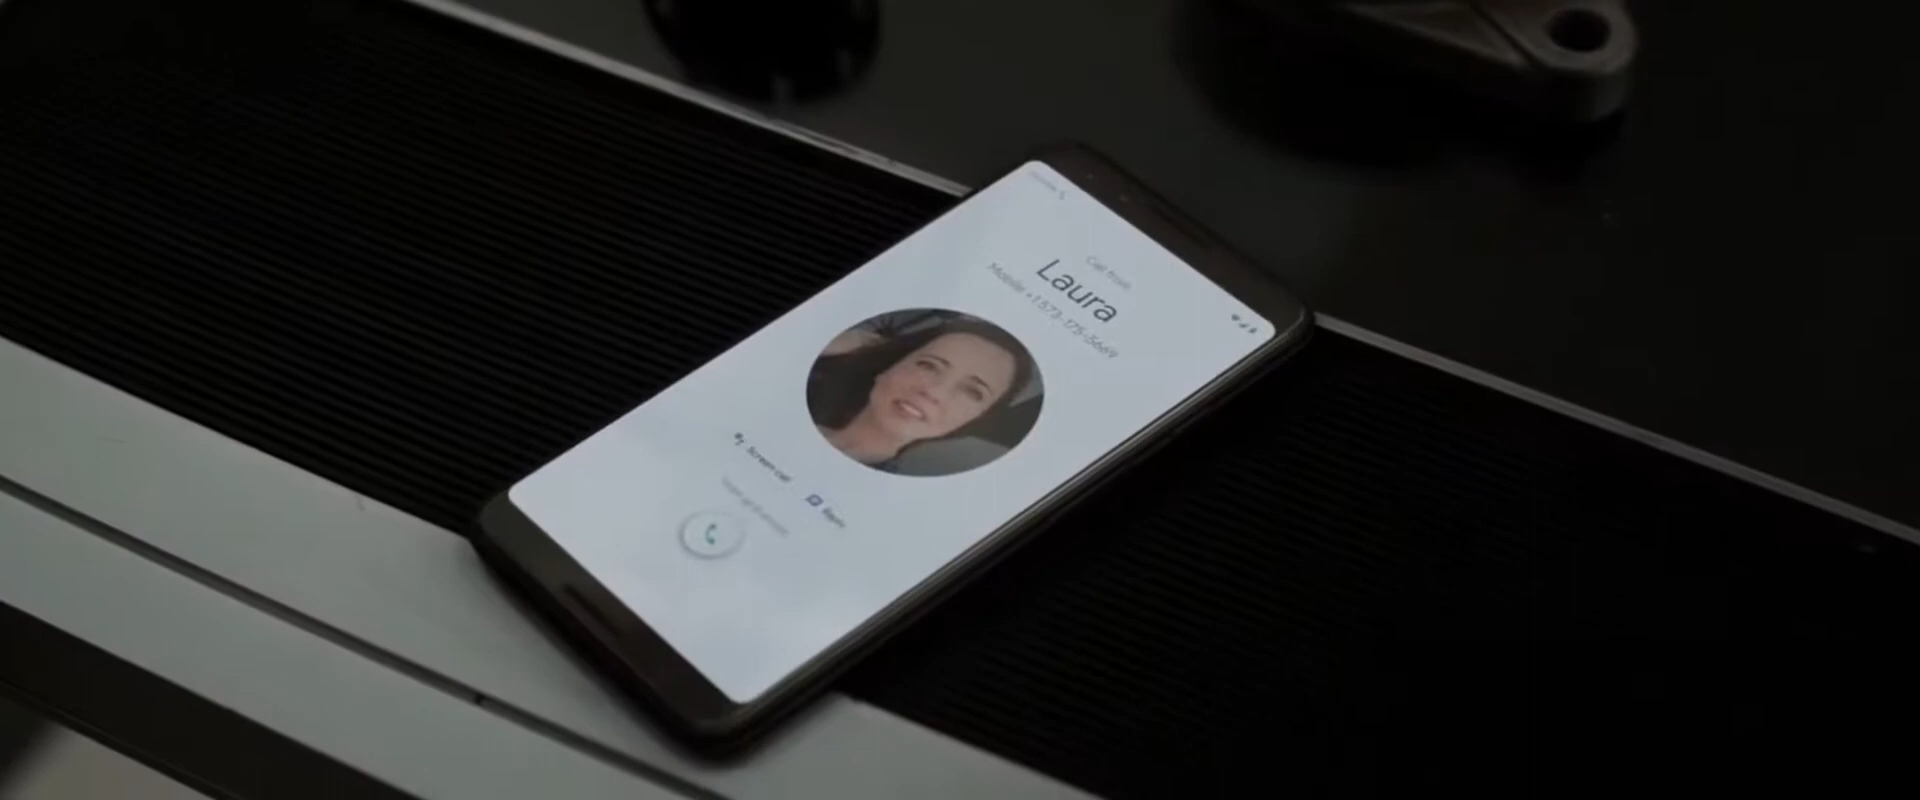 Call from
Laura
Mobile +1 573-175-5669
Screen call
Reply